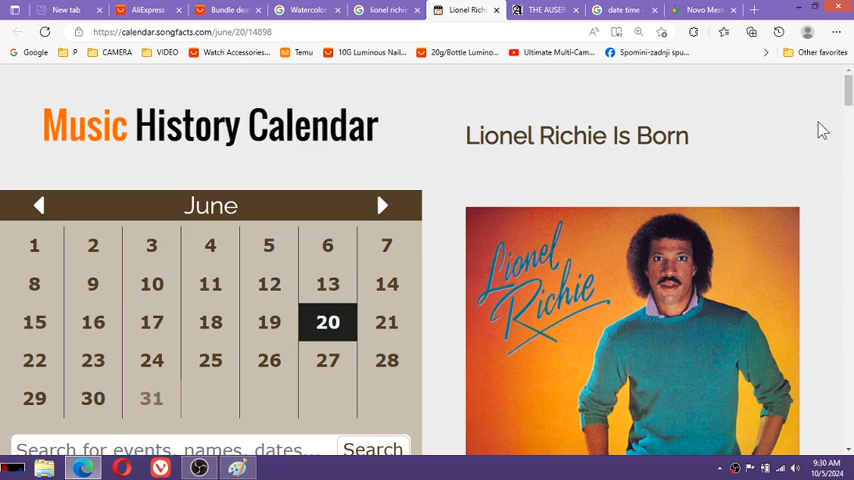 New tab
AliExpress -
Bundle dea
Watercolor
lionel richie
Lionel Richi
THE AUSER
date time -
Novo Mest
https://calendar.songfacts.com/june/20/14898
Google
P
CAMERA
VIDEO
Watch Accessories...
Temu
10G Luminous Nail...
20g/Bottle Lumino...
Ultimate Multi-Cam...
Spomini-zadnji spu...
Other favorites
Music History Calendar
Lionel Richie Is Born
June
1 2 3 4 5 6 7
8 9 10 11 12 13 14
15 16 17 18 19 20 21
22 23 24 25 26 27 28
29 30 31
Lionel
Richie
Search for events, names, dates...
Search
9:30 AM
10/5/2024